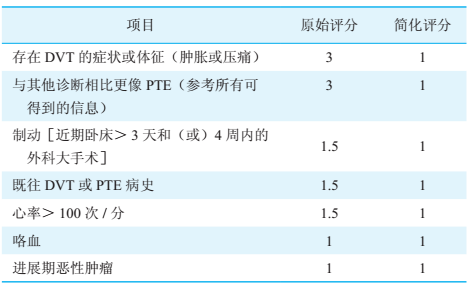 项目 原始评分 简化评分
存在 DVT 的症状或体征（肿胀或压痛） 3 1
与其他诊断相比更像 PTE（参考所有可 3 1
得到的信息）
制动［近期卧床＞ 3 天和（或）4 周内的
外科大手术］ 1.5 1
既往 DVT 或 PTE 病史 1.5 1
心率＞ 100 次 / 分 1.5 1
咯血 1 1
进展期恶性肿瘤 1 1